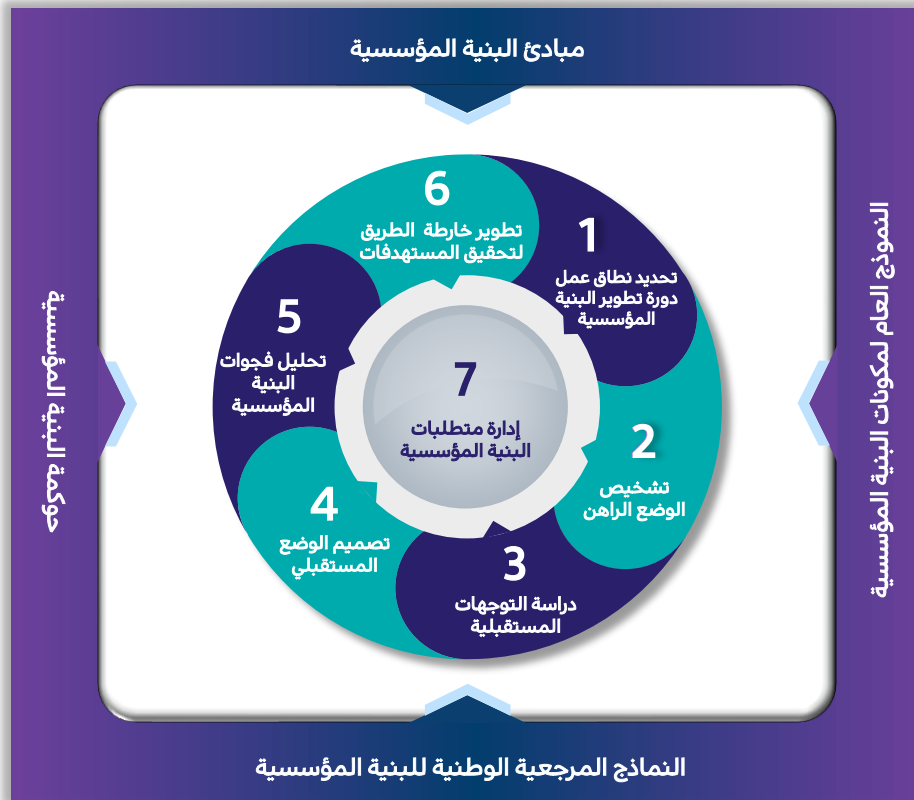 مبادئ البنية المؤسسية
النموذج العام لمكونات البنية المؤسسية
1
تحديد نطاق عمل
دورة تطوير البنية
المؤسسية
2
تشخيص
الوضع الراهن
3
دراسة التوجهات
المستقبلية
4
تصميم الوضع
المستقبلي
5
تحليل فجوات
البنية
المؤسسية
6
تطوير خارطة الطريق
لتحقيق المستهدفات
7
إدارة متطلبات
البنية المؤسسية
حوكمة البنية المؤسسية
النماذج المرجعية الوطنية للبنية المؤسسية